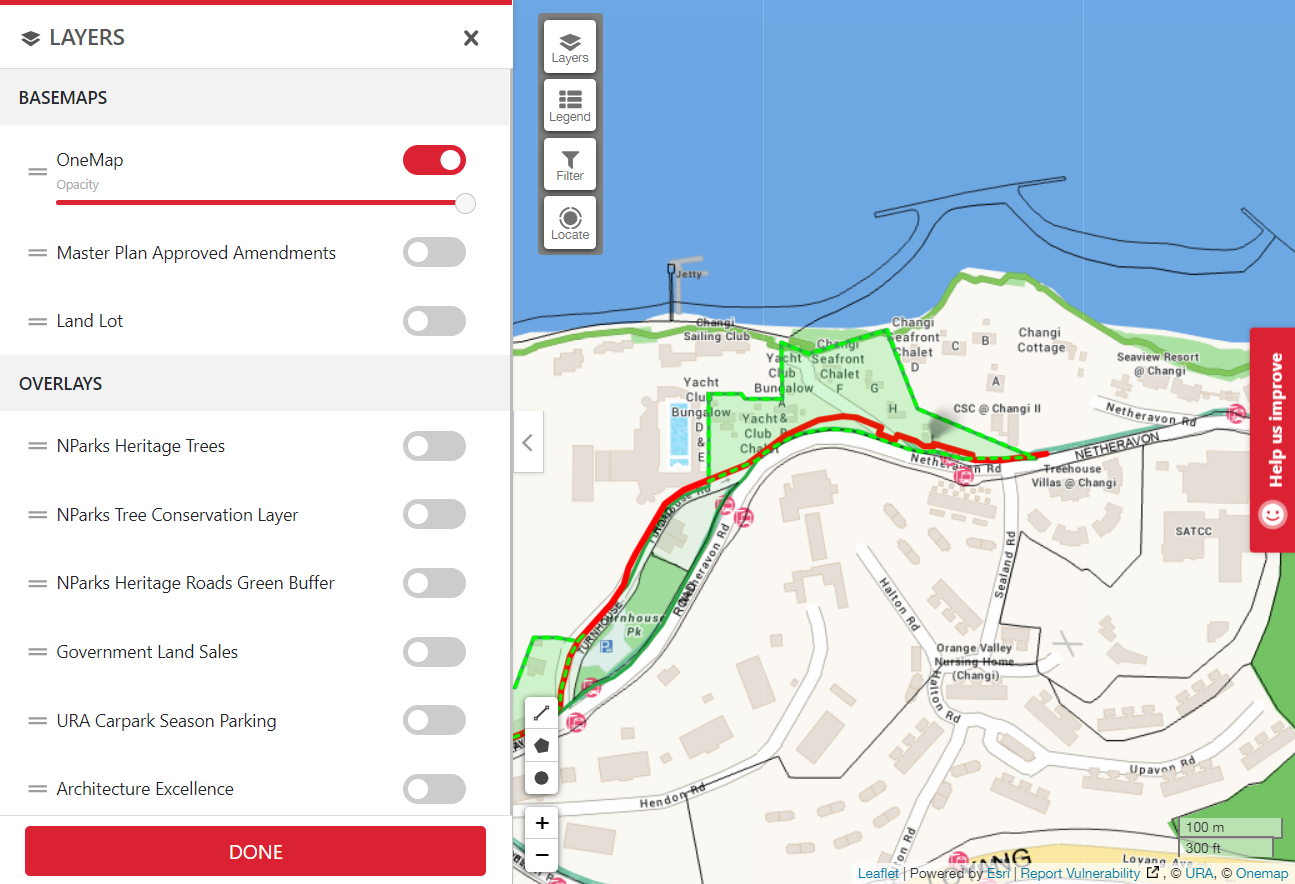 LAYERS
BASEMAPS
OneMap
Opacity
Master Plan Approved Amendments
Land Lot
OVERLAYS
NParks Heritage Trees
NParks Tree Conservation Layer
NParks Heritage Roads Green Buffer
Government Land Sales
URA Carpark Season Parking
Architecture Excellence
DONE
Layers
Legend
Filter
Locate
Jetty
Changi
Sailing Club
Changi
Seafront
Chalet
D
C
B
A
Changi
Cottage
Seaview Resort
@ Changi
Changi
Seafront
Chalet
F
G
H
Yacht
Club
Bungalow
A
Yacht
Club
Bungalow
D
&
E
Yacht &
Club
Chalet
CSC @ Changi II
Netheravon Rd
NETHERAVON
Netheravon Rd
Treehouse
Villas @ Changi
SATCC
Help us improve
Netheravon Rd
ROAD
TURNHOUSE
Turnhouse
Pk
Sealand Rd
Halton Rd
Orange Valley
Nursing Home
(Changi)
Halton Rd
Upavon Rd
Hendon Rd
Loyang Ave
100 m
300 ft
Leaflet | Powered by Esri | Report Vulnerability , © URA, © Onemap